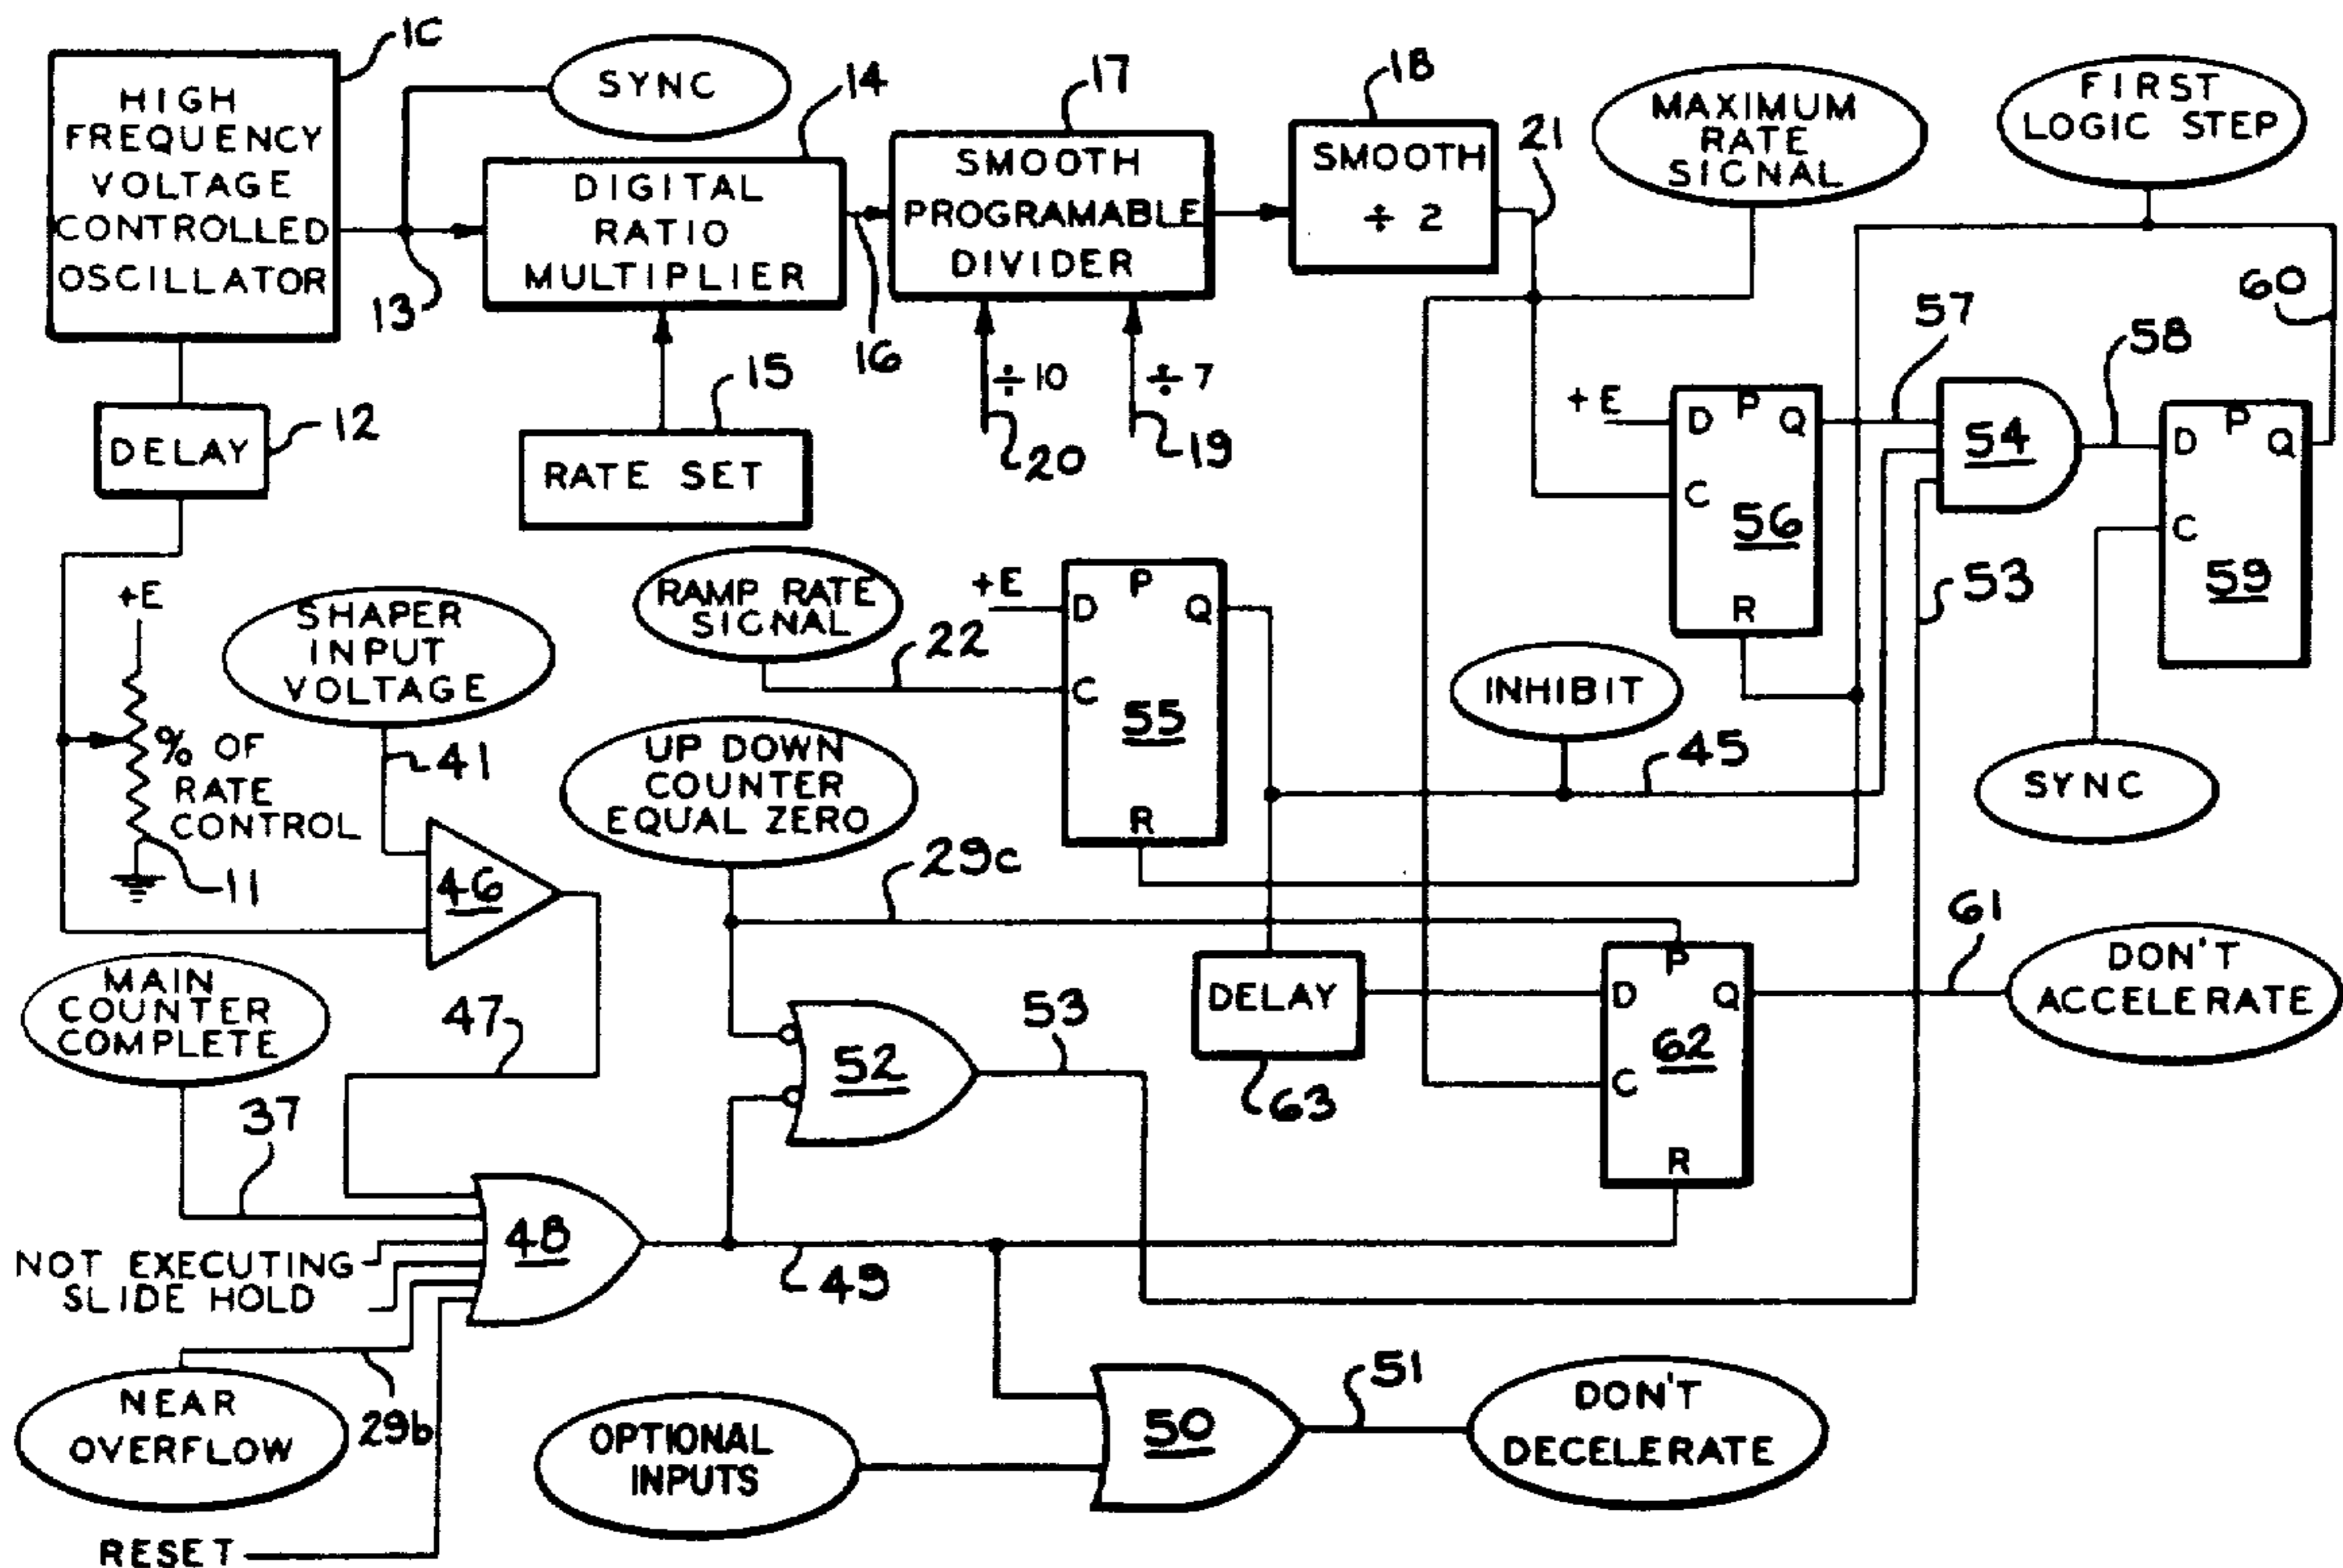 1C
HIGH
FREQUENCY
VOLTAGE
CONTROLLED
OSCILLATOR
SYNC
13
14
DIGITAL
RATIO
MULTIPLIER
16
17
SMOOTH
PROGRAMABLE
DIVIDER
18
SMOOTH
÷ 2
21
MAXIMUM
RATE
SIGNAL
FIRST
LOGIC STEP
60
DELAY
12
15
RATE SET
÷ 10
20
÷ 7
19
+E
D P Q
C
56
R
57
54
58
D P Q
C
59
53
SYNC
+E
% OF
RATE
CONTROL
11
SHAPER
INPUT
VOLTAGE
41
RAMP RATE
SIGNAL
22
+E
D P Q
C
55
R
INHIBIT
45
UP DOWN
COUNTER
EQUAL ZERO
46
29c
MAIN
COUNTER
COMPLETE
37
47
52
53
DELAY
63
P
D Q
62
C
R
61
DON'T
ACCELERATE
48
NOT EXECUTING
SLIDE HOLD
49
NEAR
OVERFLOW
29b
RESET
OPTIONAL
INPUTS
50
51
DON'T
DECELERATE